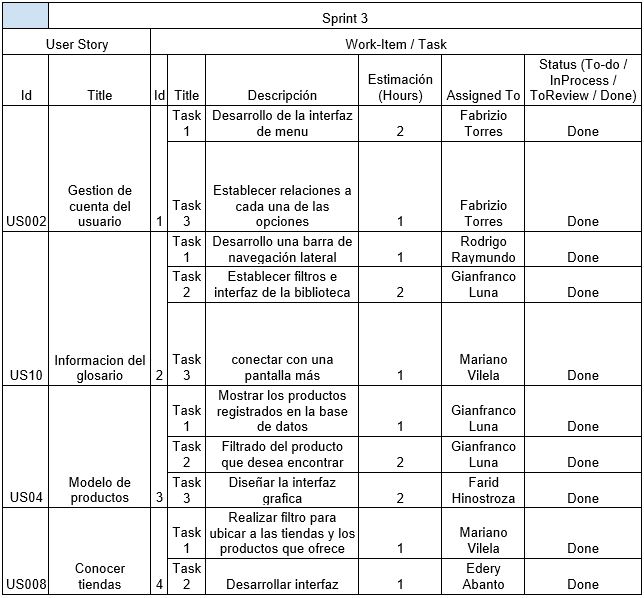 Sprint 3
User Story
Work-Item / Task
Id
Title
Id
Title
Descripción
Estimación
(Hours)
Assigned To
Status (To-do /
InProcess /
ToReview / Done)
US002
Gestion de
cuenta del
usuario
1
Task
1
Desarrollo de la interfaz
de menu
2
Fabrizio
Torres
Done
Task
3
Establecer relaciones a
cada una de las
opciones
1
Fabrizio
Torres
Done
US10
Informacion del
glosario
2
Task
1
Desarrollo una barra de
navegación lateral
1
Rodrigo
Raymundo
Done
Task
2
Establecer filtros e
interfaz de la biblioteca
2
Gianfranco
Luna
Done
Task
3
conectar con una
pantalla más
1
Mariano
Vilela
Done
US04
Modelo de
productos
3
Task
1
Mostrar los productos
registrados en la base
de datos
1
Gianfranco
Luna
Done
Task
2
Filtrado del producto
que desea encontrar
2
Gianfranco
Luna
Done
Task
3
Diseñar la interfaz
grafica
2
Farid
Hinostroza
Done
US008
Conocer
tiendas
4
Task
1
Realizar filtro para
ubicar a las tiendas y los
productos que ofrece
1
Mariano
Vilela
Done
Task
2
Desarrollar interfaz
1
Edery
Abanto
Done